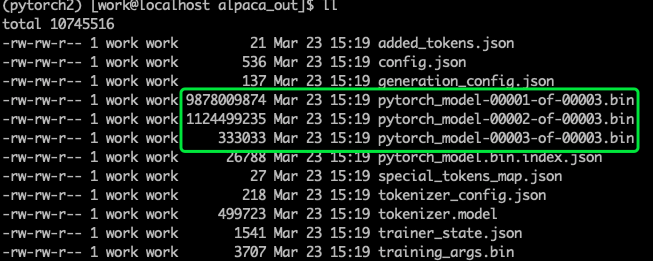 (pytorch2) [work@localhost alpaca_out]$ ll
total 10745516
-rw-rw-r-- 1 work work 21 Mar 23 15:19 added_tokens.json
-rw-rw-r-- 1 work work 536 Mar 23 15:19 config.json
-rw-rw-r-- 1 work work 137 Mar 23 15:19 generation_config.json
-rw-rw-r-- 1 work work 9878009874 Mar 23 15:19 pytorch_model-00001-of-00003.bin
-rw-rw-r-- 1 work work 1124499235 Mar 23 15:19 pytorch_model-00002-of-00003.bin
-rw-rw-r-- 1 work work 333033 Mar 23 15:19 pytorch_model-00003-of-00003.bin
-rw-rw-r-- 1 work work 26788 Mar 23 15:19 pytorch_model.bin.index.json
-rw-rw-r-- 1 work work 27 Mar 23 15:19 special_tokens_map.json
-rw-rw-r-- 1 work work 218 Mar 23 15:19 tokenizer_config.json
-rw-rw-r-- 1 work work 499723 Mar 23 15:19 tokenizer.model
-rw-rw-r-- 1 work work 1541 Mar 23 15:19 trainer_state.json
-rw-rw-r-- 1 work work 3707 Mar 23 15:19 training_args.bin